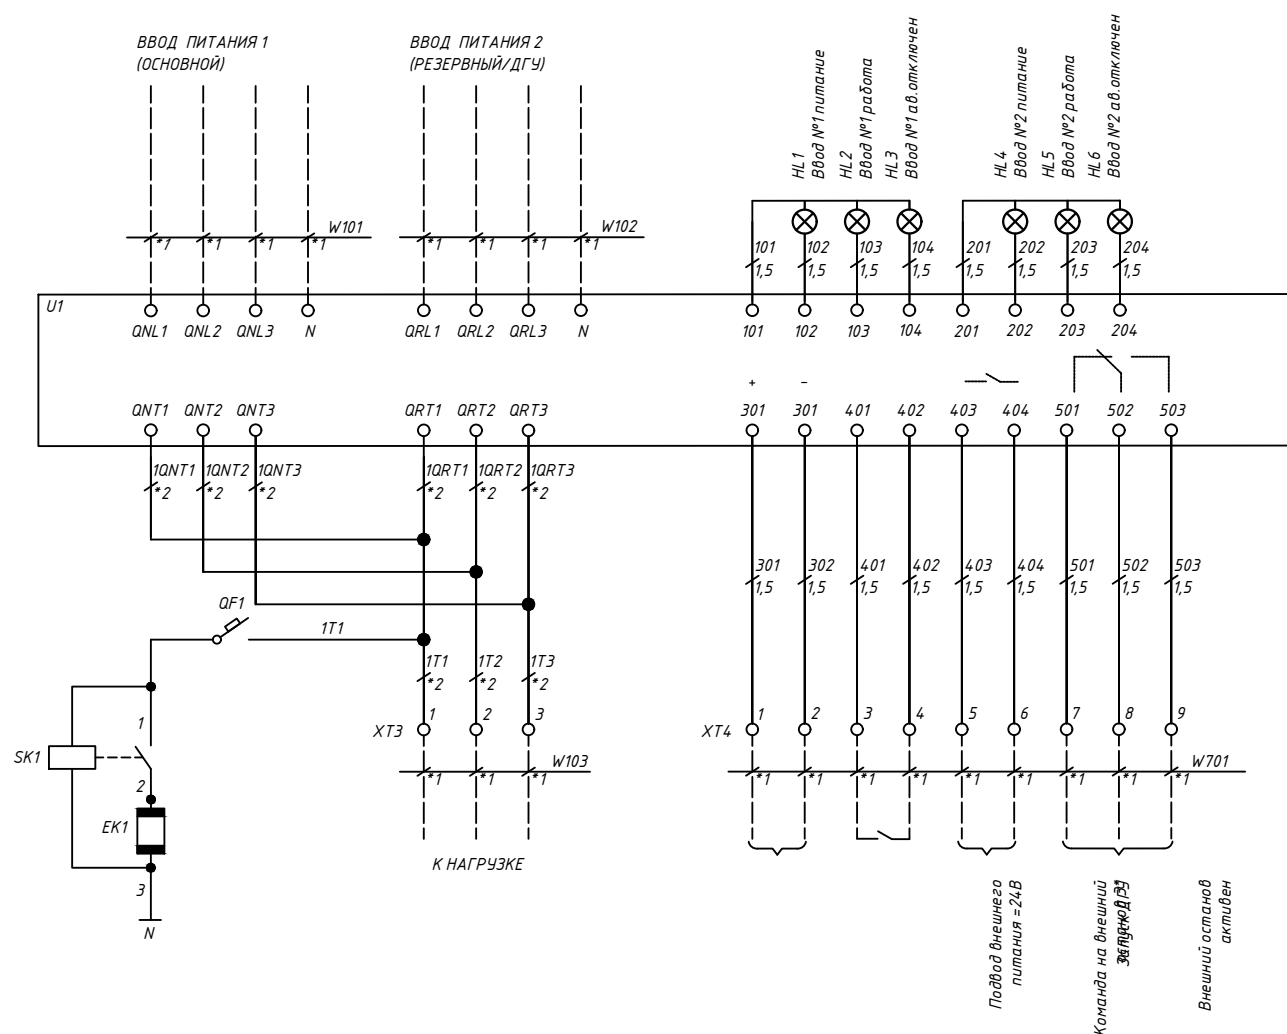 ВВОД ПИТАНИЯ 1
(ОСНОВНОЙ)
ВВОД ПИТАНИЯ 2
(РЕЗЕРВНЫЙ/ДГУ)
HL1
Ввод №1 питание
HL2
Ввод №1 работа
HL3
Ввод №1 ав.отключен
HL4
Ввод №2 питание
HL5
Ввод №2 работа
HL6
Ввод №2 ав.отключен
*1 *1 *1 *1 W101
*1 *1 *1 *1 W102
101 102 103 104 201 202 203 204
1,5 1,5 1,5 1,5 1,5 1,5 1,5 1,5
U1
QNL1 QNL2 QNL3 N QRL1 QRL2 QRL3 N 101 102 103 104 201 202 203 204
+ -
QNT1 QNT2 QNT3 QRT1 QRT2 QRT3 301 301 401 402 403 404 501 502 503
1QNT1 1QNT2 1QNT3 1QRT1 1QRT2 1QRT3
*2 *2 *2 *2 *2 *2
301 302 401 402 403 404 501 502 503
1,5 1,5 1,5 1,5 1,5 1,5 1,5 1,5 1,5
QF1
1T1
1T1 1T2 1T3
*2 *2 *2
XT3 1 2 3
XT4 1 2 3 4 5 6 7 8 9
*1 *1 *1 W103
*1 *1 *1 *1 *1 *1 *1 *1 *1 W701
1
SK1
2
EK1
3
N
К НАГРУЗКЕ
Подвод внешнего
питания =24В
Команда на внешний
Внешний останов
активен